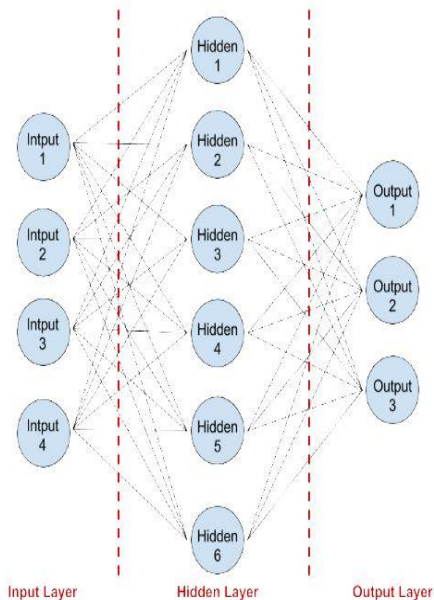 Hidden
1
Intput
1
Hidden
2
Output
1
Intput
2
Hidden
3
Output
2
Intput
3
Hidden
4
Output
3
Intput
4
Hidden
5
Hidden
6
Input Layer
Hidden Layer
Output Layer